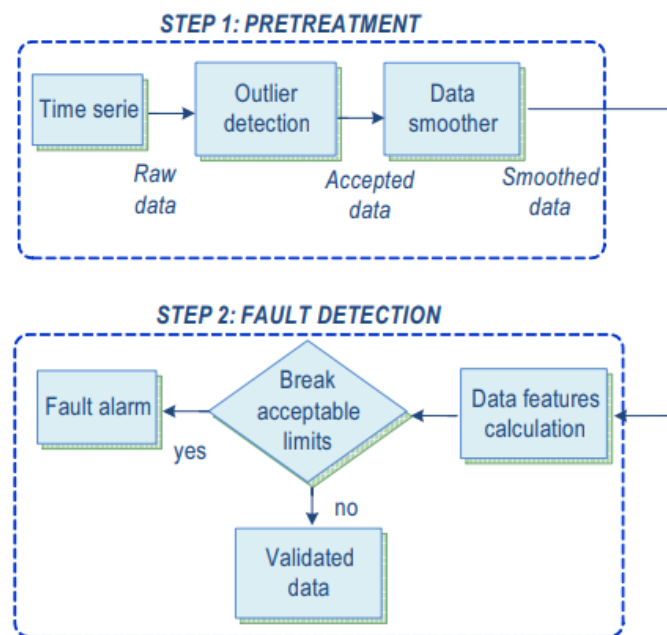 STEP 1: PRETREATMENT
Time serie
Outlier
detection
Data
smoother
Raw
data
Accepted
data
Smoothed
data
STEP 2: FAULT DETECTION
Fault alarm
Break
acceptable
limits
Data features
calculation
yes
no
Validated
data